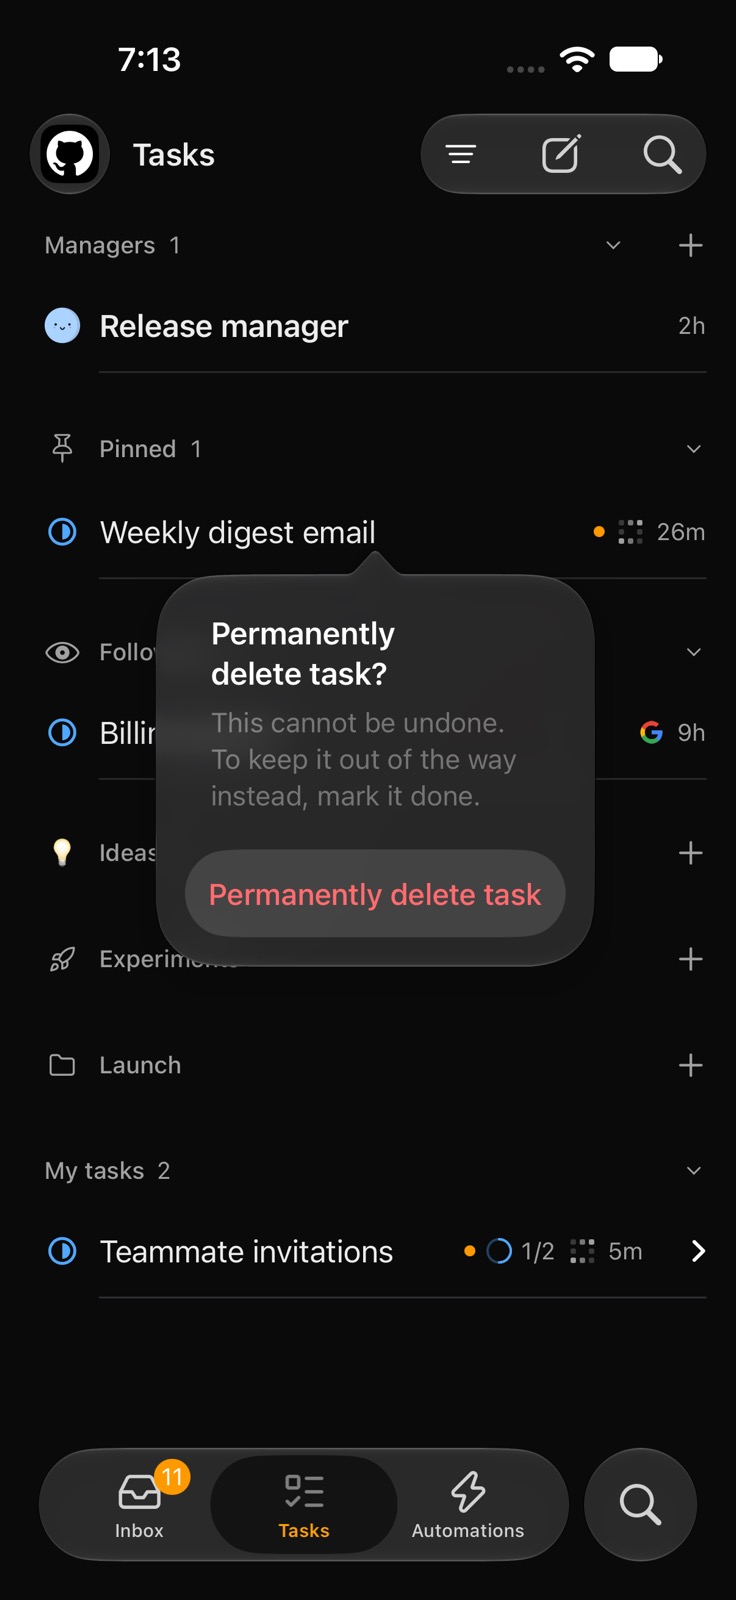 7:13
Tasks
Managers 1
Release manager 2h
Pinned 1
Weekly digest email 26m
Permanently
delete task?
This cannot be undone.
To keep it out of the way
instead, mark it done.
Permanently delete task
9h
Ideas
Launch
My tasks 2
Teammate invitations 1/2 5m
11
Inbox
Tasks
Automations